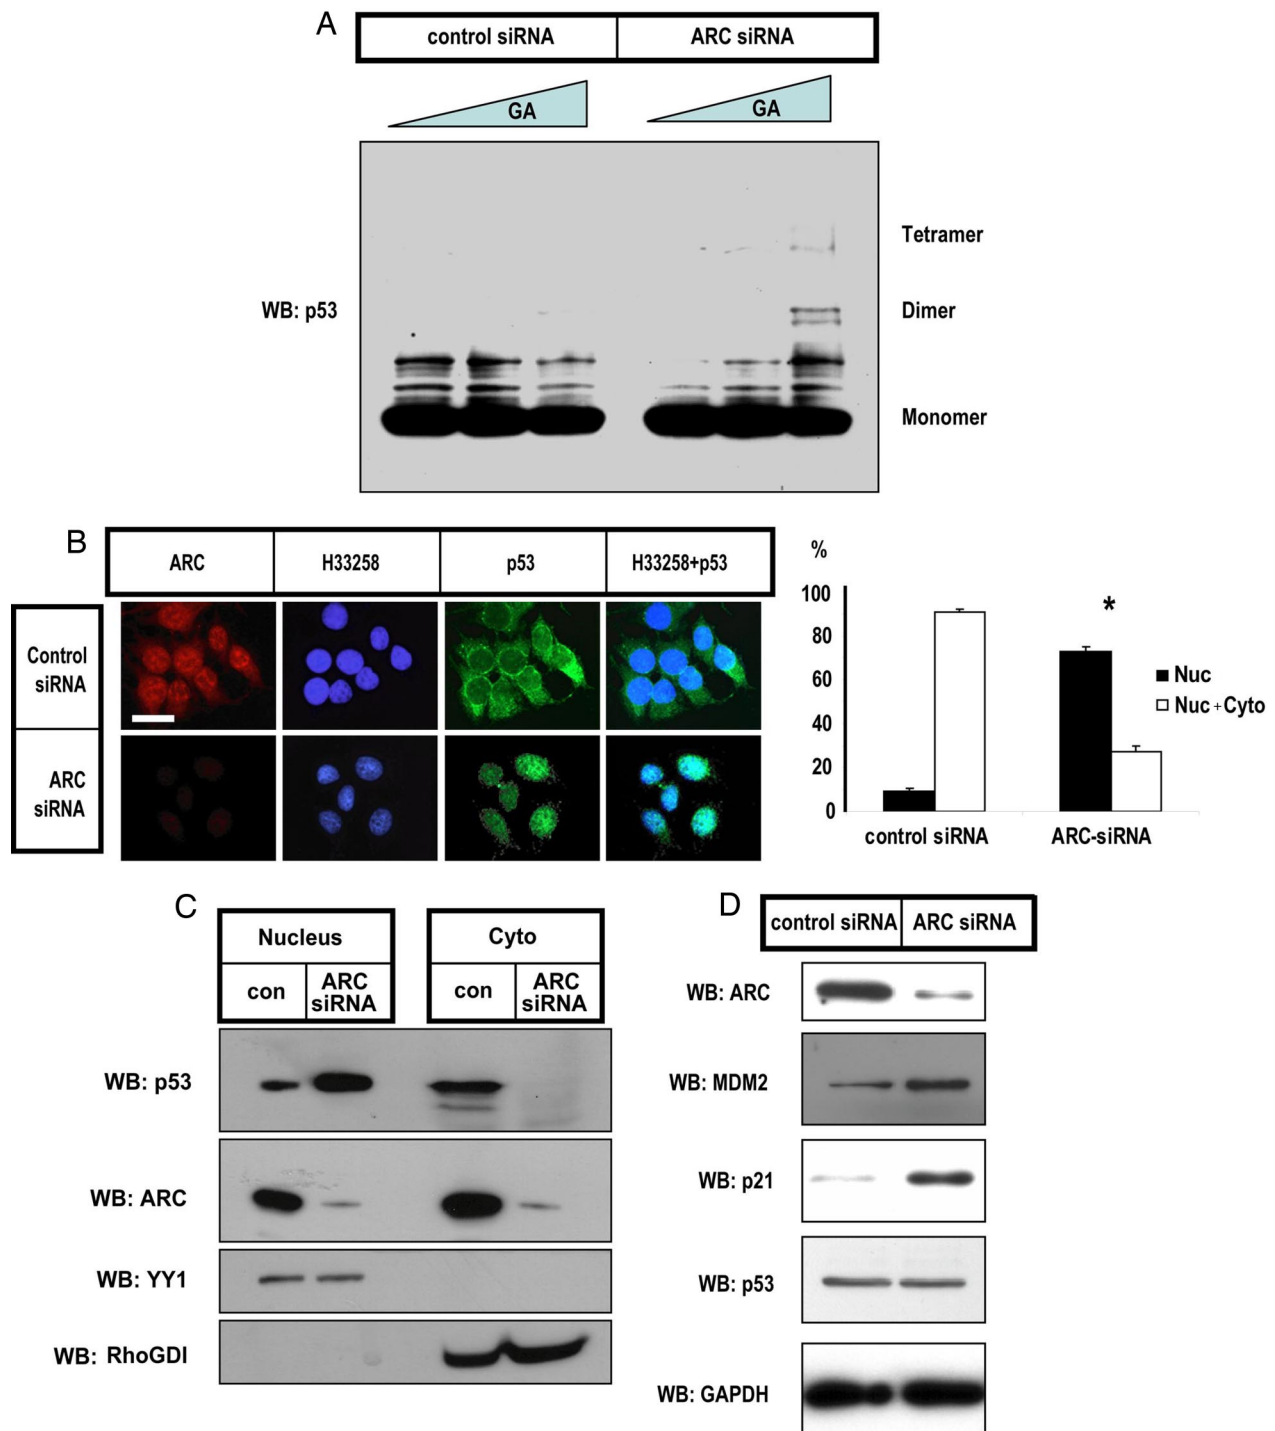 A
control siRNA ARC siRNA
GA GA
Tetramer
WB: p53 Dimer
Monomer
B
ARC H33258 p53 H33258+p53
Control siRNA
ARC siRNA
%
100
80
60
40
20
0
*
Nuc
Nuc+Cyto
control siRNA ARC-siRNA
C
Nucleus Cyto
con ARC siRNA con ARC siRNA
WB: p53
WB: ARC
WB: YY1
WB: RhoGDI
D
control siRNA ARC siRNA
WB: ARC
WB: MDM2
WB: p21
WB: p53
WB: GAPDH